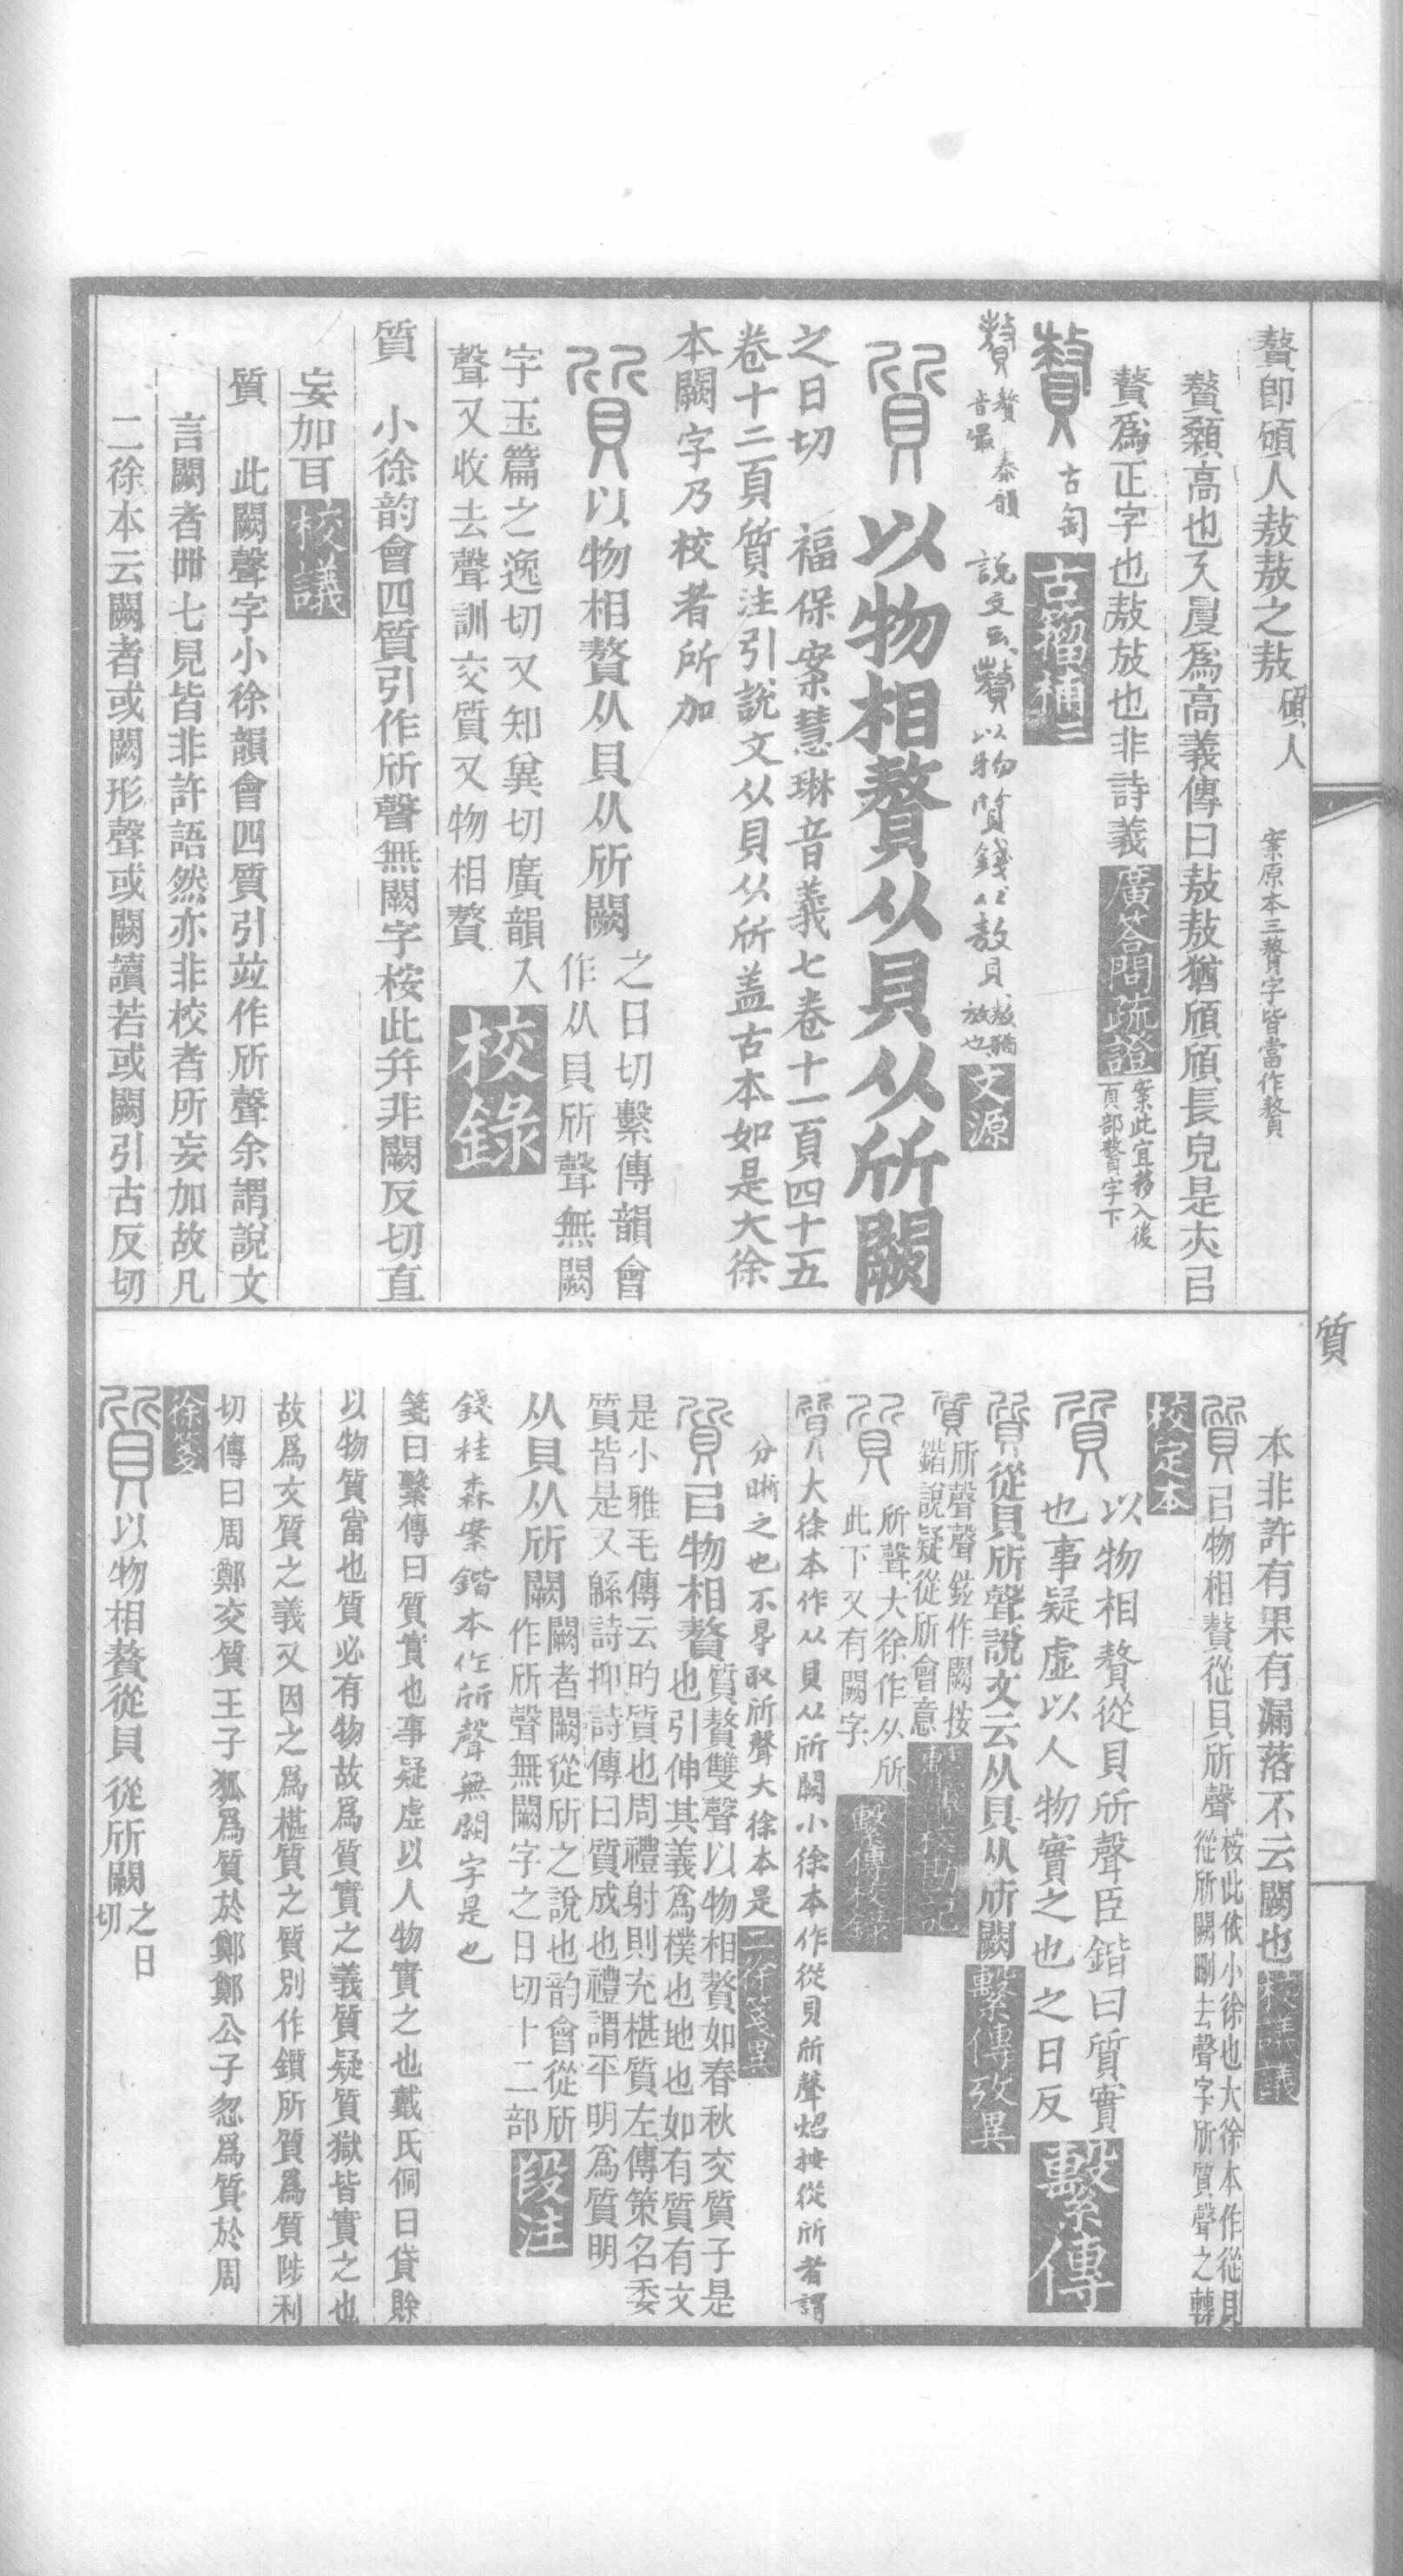 贅卽碩人敖敖之敖碩人　案原本三贅字皆當作贅
贅顤高也又廢爲高義傳曰敖敖猶頎頎長皃是夾㠯
贅爲正字也敖放也非詩義　廣答問疏證　案此宜移入後
頁部贅字下
古匋　古籀補二
贅　贅音最　秦領　說文云贅以物質錢从敖貝敖猶放也　文源
質　以物相贅从貝从所闕
之日切　福保案慧琳音義七卷十一頁四十五
卷十二頁質注引說文从貝从所盖古本如是大徐
本闕字乃校者所加
質以物相贅从貝从所闕　之日切繫傳韻會
作从貝所聲無闕
字玉篇之逸切又知冀切廣韻入
聲又收去聲訓交質又物相贅　校錄
質　小徐韵會四質引作所聲無闕字桉此弁非闕反切直
妄加耳　校議
質　此闕聲字小徐韻會四質引竝作所聲余謂說文
言闕者卌七見皆非許語然亦非校者所妄加故凡
二徐本云闕者或闕形聲或闕讀若或闕引古反切
質
本非許有果有漏落不云闕也　校議議
質㠯物相贅從貝所聲　桉此依小徐也大徐本作從貝
從所闕刪去聲字所質聲之轉
校定本
質　以物相贅從貝所聲臣鍇曰質實
也事疑虛以人物實之也之日反　繫傳
質從貝所聲說文云从貝从所闕　繫傳攷異
質所聲聲鉉作闕按
鍇說疑從所會意　繫傳校勘記
質　所聲大徐作从所
此下又有闕字　繫傳校錄
質大徐本作从貝从所闕小徐本作從貝所聲炤按從所者謂
分晰之也不㝵取所聲大徐本是　二徐箋異
質㠯物相贅　質贅雙聲以物相贅如春秋交質子是
也引伸其義爲樸也地也如有質有文
是小雅毛傳云旳質也周禮射則充椹質左傳策名委
質皆是又緜詩抑詩傳曰質成也禮謂平明爲質明
从貝从所闕　闕者闕從所之說也韵會從所
作所聲無闕字之日切十二部　段注
錢桂森案鍇本作所聲無闕字是也
箋曰繫傳曰質實也事疑虛以人物實之也戴氏侗曰貸賖
以物質當也質必有物故爲質實之義質疑質獄皆實之也
故爲文質之義又因之爲椹質之質別作鑕所質爲質陟利
切傳曰周鄭交質王子狐爲質於鄭鄭公子忽爲質於周
徐箋
質以物相贅從貝從所闕　之日
切